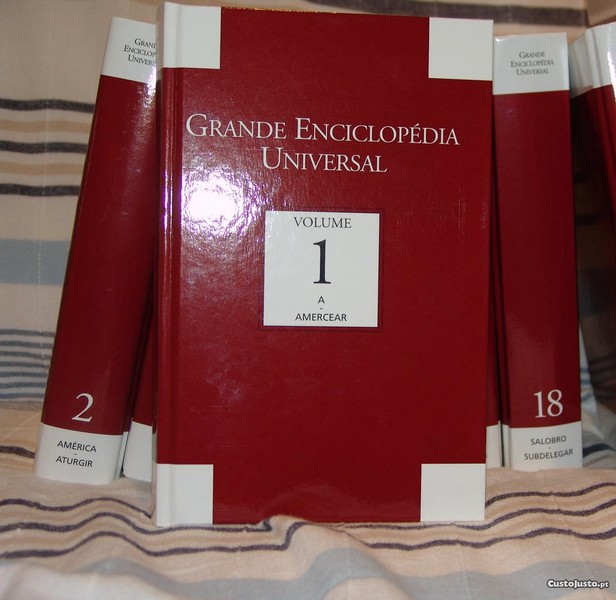 GRANDE
ENCICLOPÉDIA
UNIVERSAL
2
AMÉRICA
-
ATURGIR
GRANDE ENCICLOPÉDIA
UNIVERSAL
VOLUME
1
A
-
AMERCEAR
GRANDE
ENCICLOPÉDIA
UNIVERSAL
18
SALOBRO
-
SUBDELEGAR
CustoJusto.pt